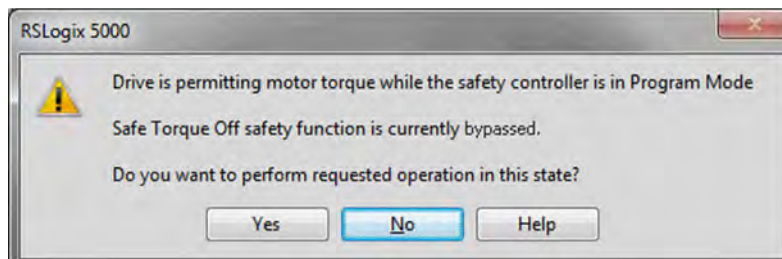 RSLogix 5000
Drive is permitting motor torque while the safety controller is in Program Mode
Safe Torque Off safety function is currently bypassed.
Do you want to perform requested operation in this state?
Yes
No
Help